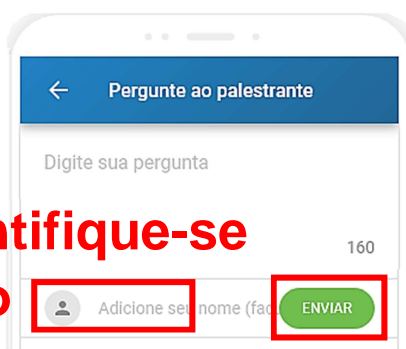 Pergunte ao palestrante
Digite sua pergunta
ntifique-se
160
o
Adicione seu nome (fac
ENVIAR